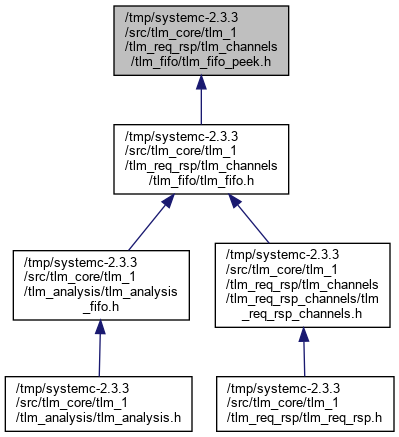 /tmp/systemc-2.3.3
/src/tlm_core/tlm_1
/tlm_req_rsp/tlm_channels
/tlm_fifo/tlm_fifo_peek.h
/tmp/systemc-2.3.3
/src/tlm_core/tlm_1
/tlm_req_rsp/tlm_channels
/tlm_fifo/tlm_fifo.h
/tmp/systemc-2.3.3
/src/tlm_core/tlm_1
/tlm_analysis/tlm_analysis
_fifo.h
/tmp/systemc-2.3.3
/src/tlm_core/tlm_1
/tlm_req_rsp/tlm_channels
/tlm_req_rsp_channels/tlm
_req_rsp_channels.h
/tmp/systemc-2.3.3
/src/tlm_core/tlm_1
/tlm_analysis/tlm_analysis.h
/tmp/systemc-2.3.3
/src/tlm_core/tlm_1
/tlm_req_rsp/tlm_req_rsp.h